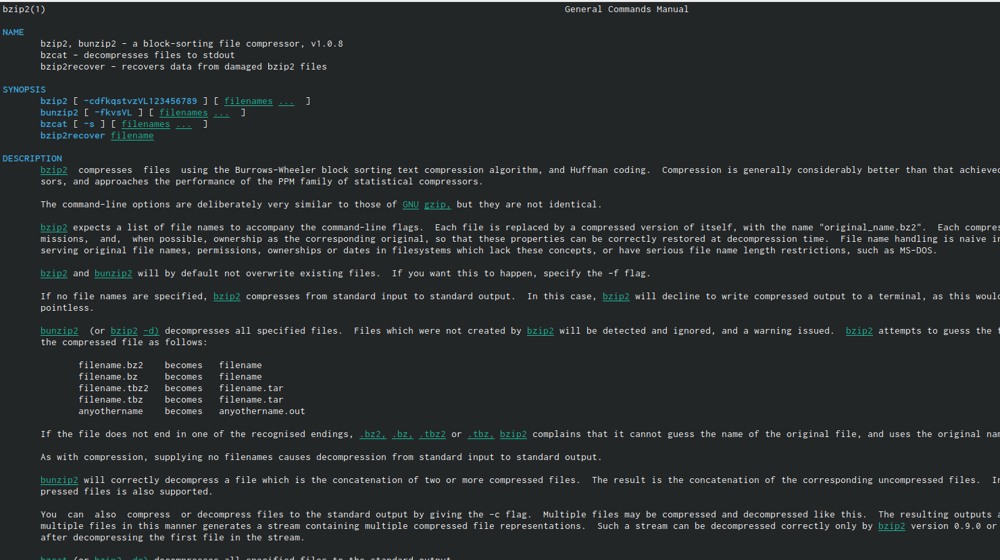 bzip2(1) General Commands Manual
NAME
bzip2, bunzip2 - a block-sorting file compressor, v1.0.8
bzcat - decompresses files to stdout
bzip2recover - recovers data from damaged bzip2 files
SYNOPSIS
bzip2 [ -cdfkqstvzVL123456789 ] [ filenames ... ]
bunzip2 [ -fkvsVL ] [ filenames ... ]
bzcat [ -s ] [ filenames ... ]
bzip2recover filename
DESCRIPTION
bzip2 compresses files using the Burrows-Wheeler block sorting text compression algorithm, and Huffman coding. Compression is generally considerably better than that achieved
sors, and approaches the performance of the PPM family of statistical compressors.
The command-line options are deliberately very similar to those of GNU gzip, but they are not identical.
bzip2 expects a list of file names to accompany the command-line flags. Each file is replaced by a compressed version of itself, with the name "original_name.bz2". Each compres
missions, and, when possible, ownership as the corresponding original, so that these properties can be correctly restored at decompression time. File name handling is naive in
serving original file names, permissions, ownerships or dates in filesystems which lack these concepts, or have serious file name length restrictions, such as MS-DOS.
bzip2 and bunzip2 will by default not overwrite existing files. If you want this to happen, specify the -f flag.
If no file names are specified, bzip2 compresses from standard input to standard output. In this case, bzip2 will decline to write compressed output to a terminal, as this would
pointless.
bunzip2 (or bzip2 -d) decompresses all specified files. Files which were not created by bzip2 will be detected and ignored, and a warning issued. bzip2 attempts to guess the f
the compressed file as follows:
filename.bz2 becomes filename
filename.bz becomes filename
filename.tbz2 becomes filename.tar
filename.tbz becomes filename.tar
anyothername becomes anyothername.out
If the file does not end in one of the recognised endings, .bz2, .bz, .tbz2 or .tbz, bzip2 complains that it cannot guess the name of the original file, and uses the original nam
As with compression, supplying no filenames causes decompression from standard input to standard output.
bunzip2 will correctly decompress a file which is the concatenation of two or more compressed files. The result is the concatenation of the corresponding uncompressed files. In
pressed files is also supported.
You can also compress or decompress files to the standard output by giving the -c flag. Multiple files may be compressed and decompressed like this. The resulting outputs a
multiple files in this manner generates a stream containing multiple compressed file representations. Such a stream can be decompressed correctly only by bzip2 version 0.9.0 or
after decompressing the first file in the stream.
bzcat (or bzip2 -dc) decompresses all specified files to the standard output.